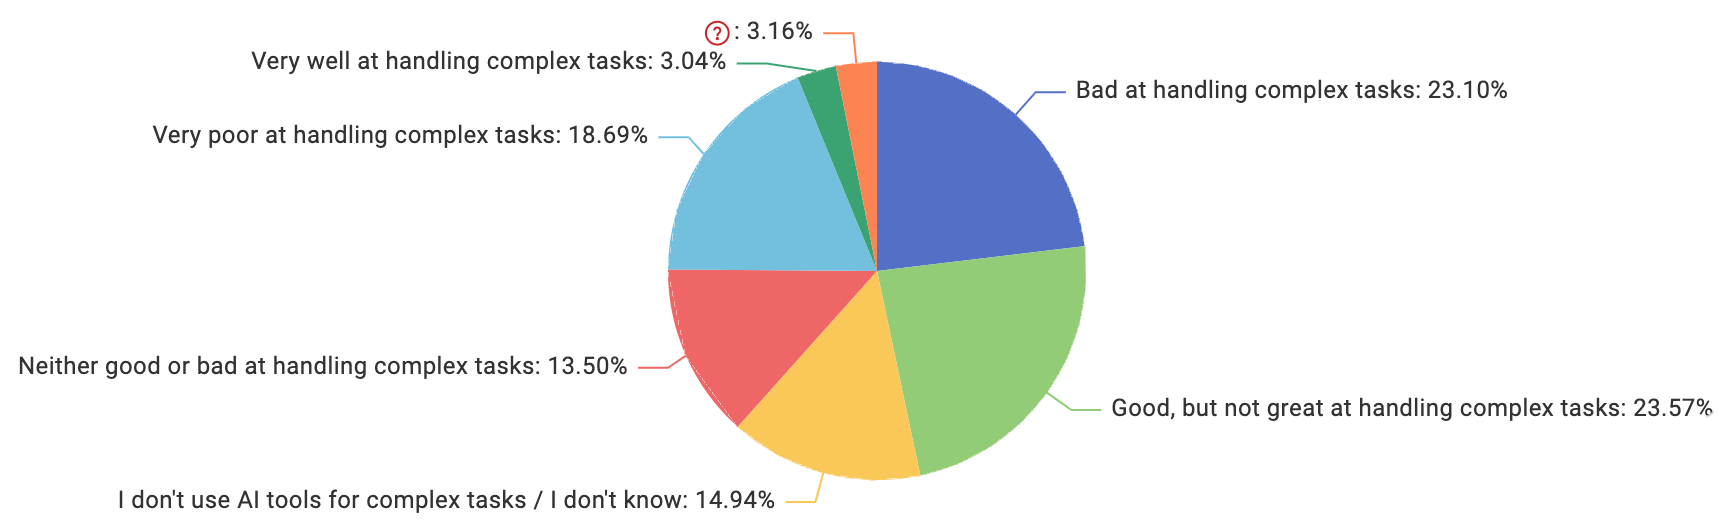 ?: 3.16%
Very well at handling complex tasks: 3.04%
Bad at handling complex tasks: 23.10%
Very poor at handling complex tasks: 18.69%
Neither good or bad at handling complex tasks: 13.50%
Good, but not great at handling complex tasks: 23.57%
I don't use AI tools for complex tasks / I don't know: 14.94%